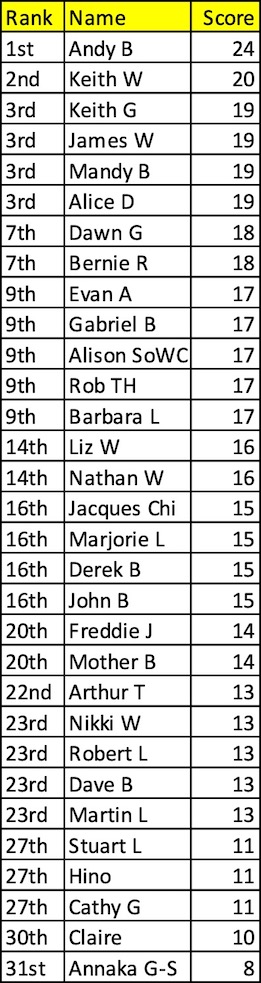 Rank Name Score
1st Andy B 24
2nd Keith W 20
3rd Keith G 19
3rd James W 19
3rd Mandy B 19
3rd Alice D 19
7th Dawn G 18
7th Bernie R 18
9th Evan A 17
9th Gabriel B 17
9th Alison SoWC 17
9th Rob TH 17
9th Barbara L 17
14th Liz W 16
14th Nathan W 16
16th Jacques Chi 15
16th Marjorie L 15
16th Derek B 15
16th John B 15
20th Freddie J 14
20th Mother B 14
22nd Arthur T 13
23rd Nikki W 13
23rd Robert L 13
23rd Dave B 13
23rd Martin L 13
27th Stuart L 11
27th Hino 11
27th Cathy G 11
30th Claire 10
31st Annaka G-S 8